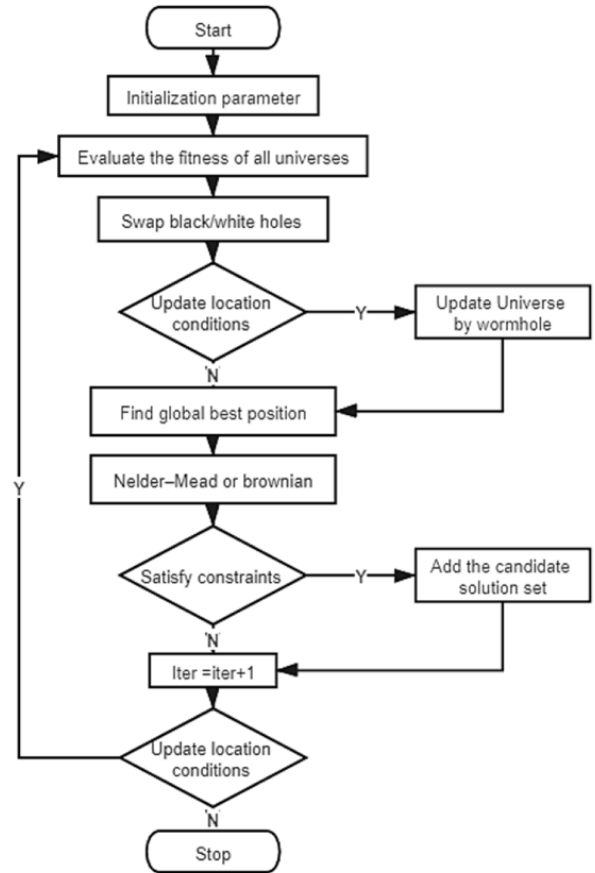 Start
Initialization parameter
Evaluate the fitness of all universes
Swap black/white holes
Update location
conditions
Y
Update Universe
by wormhole
N
Find global best position
Nelder–Mead or brownian
Y
Satisfy constraints
Y
Add the candidate
solution set
N
Iter =iter+1
Update location
conditions
N
Stop